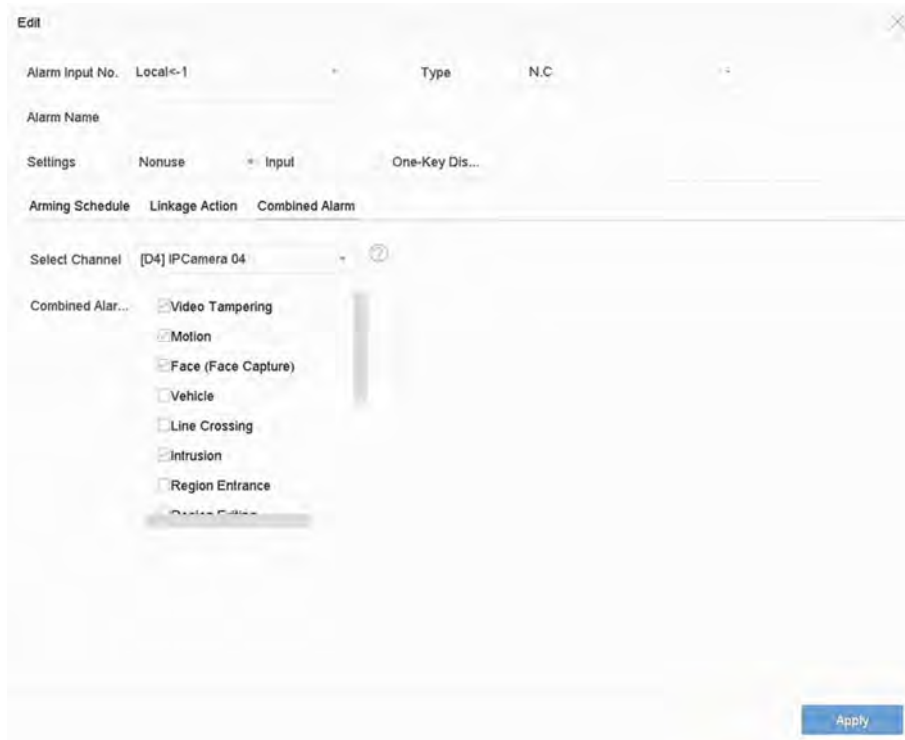 Edit
Alarm Input No. Local<-1 Type N.C
Alarm Name
Settings Nonuse Input One-Key Dis...
Arming Schedule Linkage Action Combined Alarm
Select Channel [D4] IPCamera 04
Combined Alar... Video Tampering
Motion
Face (Face Capture)
Vehicle
Line Crossing
Intrusion
Region Entrance
Apply